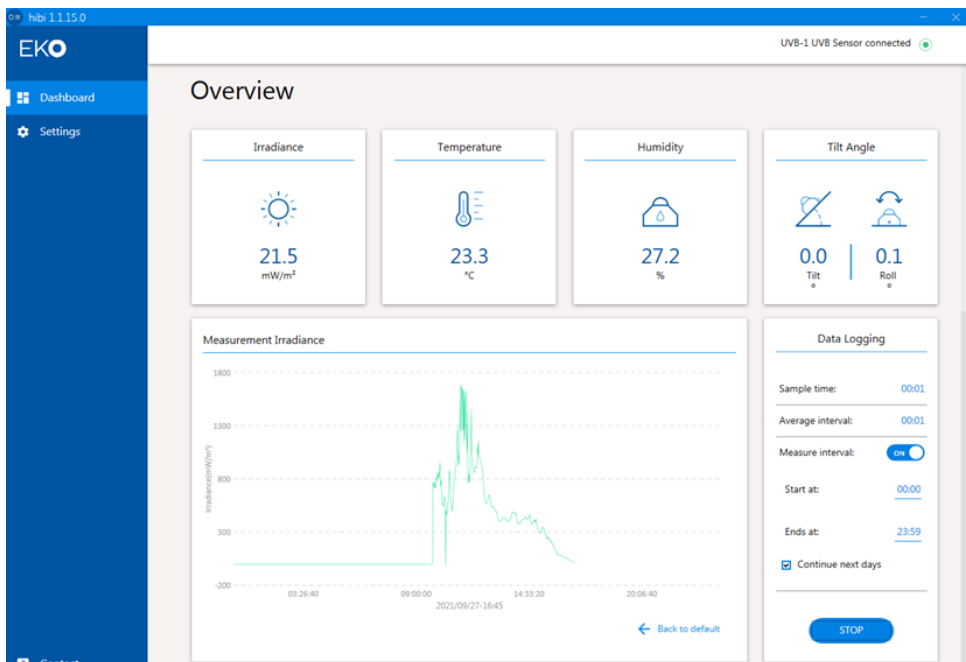 hibi 1.1.15.0
EKO
UVB-1 UVB Sensor connected
Dashboard
Settings
Overview
Irradiance
21.5
mW/m²
Temperature
23.3
°C
Humidity
27.2
%
Tilt Angle
0.0
Tilt
°
0.1
Roll
°
Measurement Irradiance
1800
1300
800
300
-200
Irradiance(mW/m²)
03:26:40 09:00:00 14:33:20 20:06:40
2021/09/27-16:45
Back to default
Data Logging
Sample time: 00:01
Average interval: 00:01
Measure interval: ON
Start at: 00:00
Ends at: 23:59
Continue next days
STOP
Contact